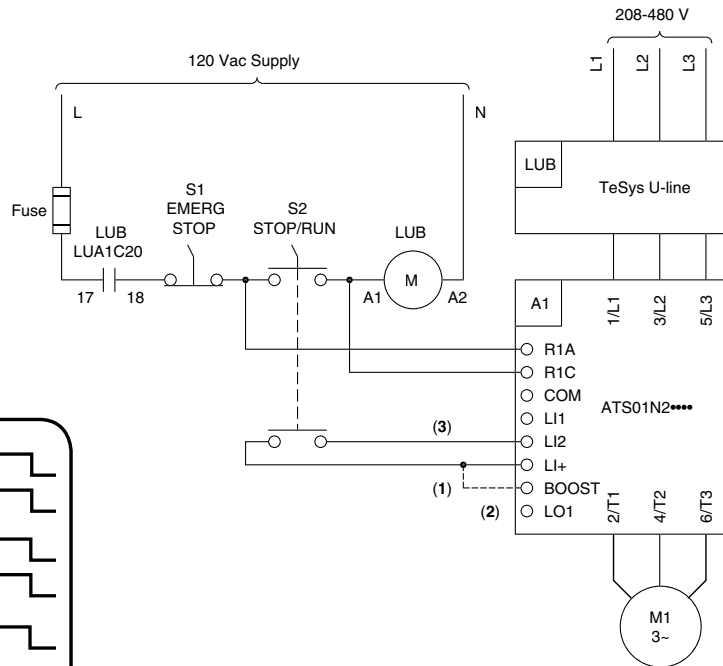 208-480 V
L1
L2
L3
120 Vac Supply
L
N
LUB
TeSys U-line
Fuse
S1
EMERG
STOP
S2
STOP/RUN
LUB
LUA1C20
LUB
17
18
A1
M
A2
A1
1/L1
3/L2
5/L3
R1A
R1C
COM
ATS01N2••••
LI1
(3)
LI2
LI+
(1)
BOOST
(2)
LO1
2/T1
4/T2
6/T3
M1
3~